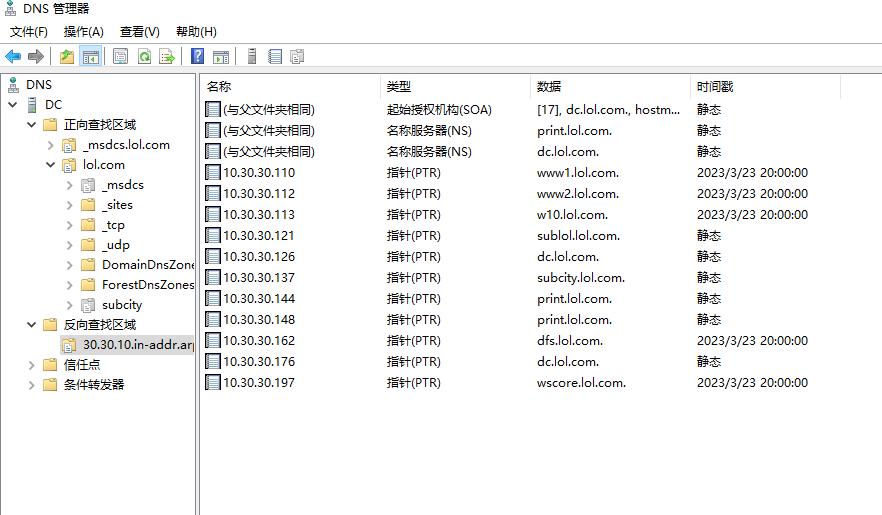 DNS 管理器
文件(F) 操作(A) 查看(V) 帮助(H)
DNS
DC
正向查找区域
_msdcs.lol.com
lol.com
_msdcs
_sites
_tcp
_udp
DomainDnsZone
ForestDnsZones
subcity
反向查找区域
30.30.10.in-addr.arp
信任点
条件转发器
名称 类型 数据 时间戳
(与父文件夹相同) 起始授权机构(SOA) [17], dc.lol.com., hostm... 静态
(与父文件夹相同) 名称服务器(NS) print.lol.com. 静态
(与父文件夹相同) 名称服务器(NS) dc.lol.com. 静态
10.30.30.110 指针(PTR) www1.lol.com. 2023/3/23 20:00:00
10.30.30.112 指针(PTR) www2.lol.com. 2023/3/23 20:00:00
10.30.30.113 指针(PTR) w10.lol.com. 2023/3/23 20:00:00
10.30.30.121 指针(PTR) sublol.lol.com. 静态
10.30.30.126 指针(PTR) dc.lol.com. 静态
10.30.30.137 指针(PTR) subcity.lol.com. 静态
10.30.30.144 指针(PTR) print.lol.com. 静态
10.30.30.148 指针(PTR) print.lol.com. 静态
10.30.30.162 指针(PTR) dfs.lol.com. 2023/3/23 20:00:00
10.30.30.176 指针(PTR) dc.lol.com. 静态
10.30.30.197 指针(PTR) wscore.lol.com. 2023/3/23 20:00:00